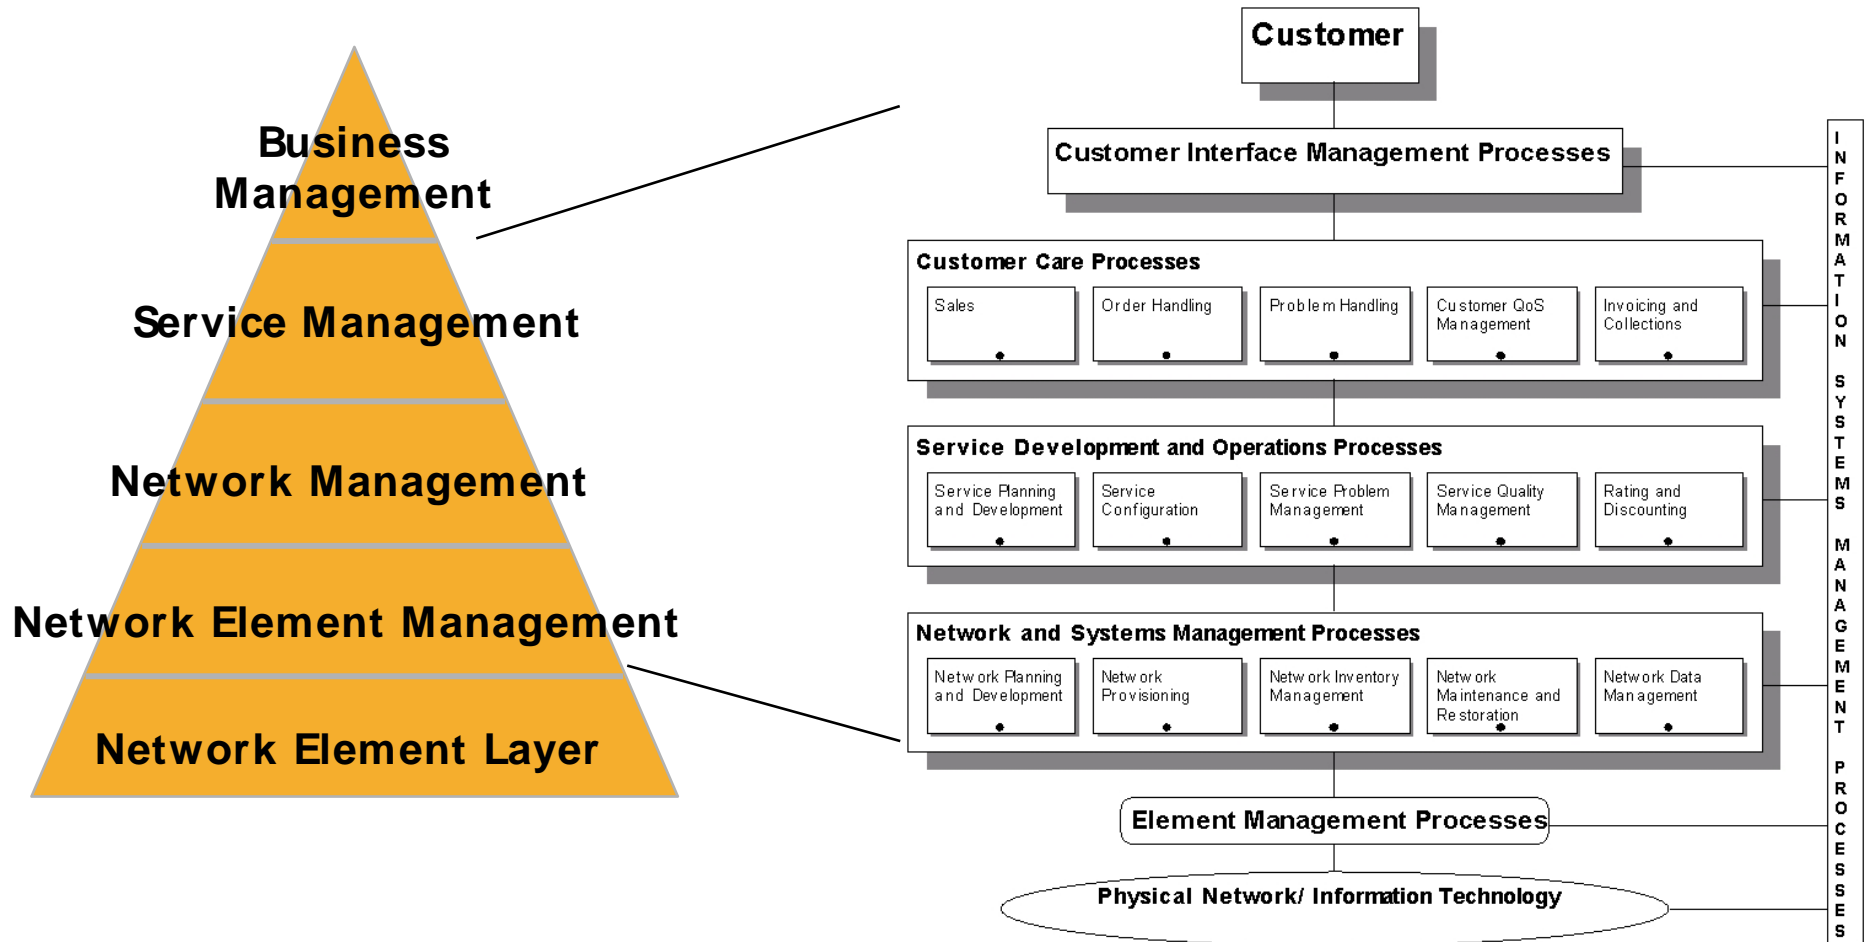 Business
Management
Service Management
Network Management
Network Element Management
Network Element Layer
Customer
Customer Interface Management Processes
Customer Care Processes
Sales
Order Handling
Problem Handling
Customer QoS
Management
Invoicing and
Collections
Service Development and Operations Processes
Service Planning
and Development
Service
Configuration
Service Problem
Management
Service Quality
Management
Rating and
Discounting
Network and Systems Management Processes
Network Planning
and Development
Network
Provisioning
Network Inventory
Management
Network
Maintenance and
Restoration
Network Data
Management
Element Management Processes
Physical Network/ Information Technology
INFORMATION SYSTEMS MANAGEMENT PROCESSES